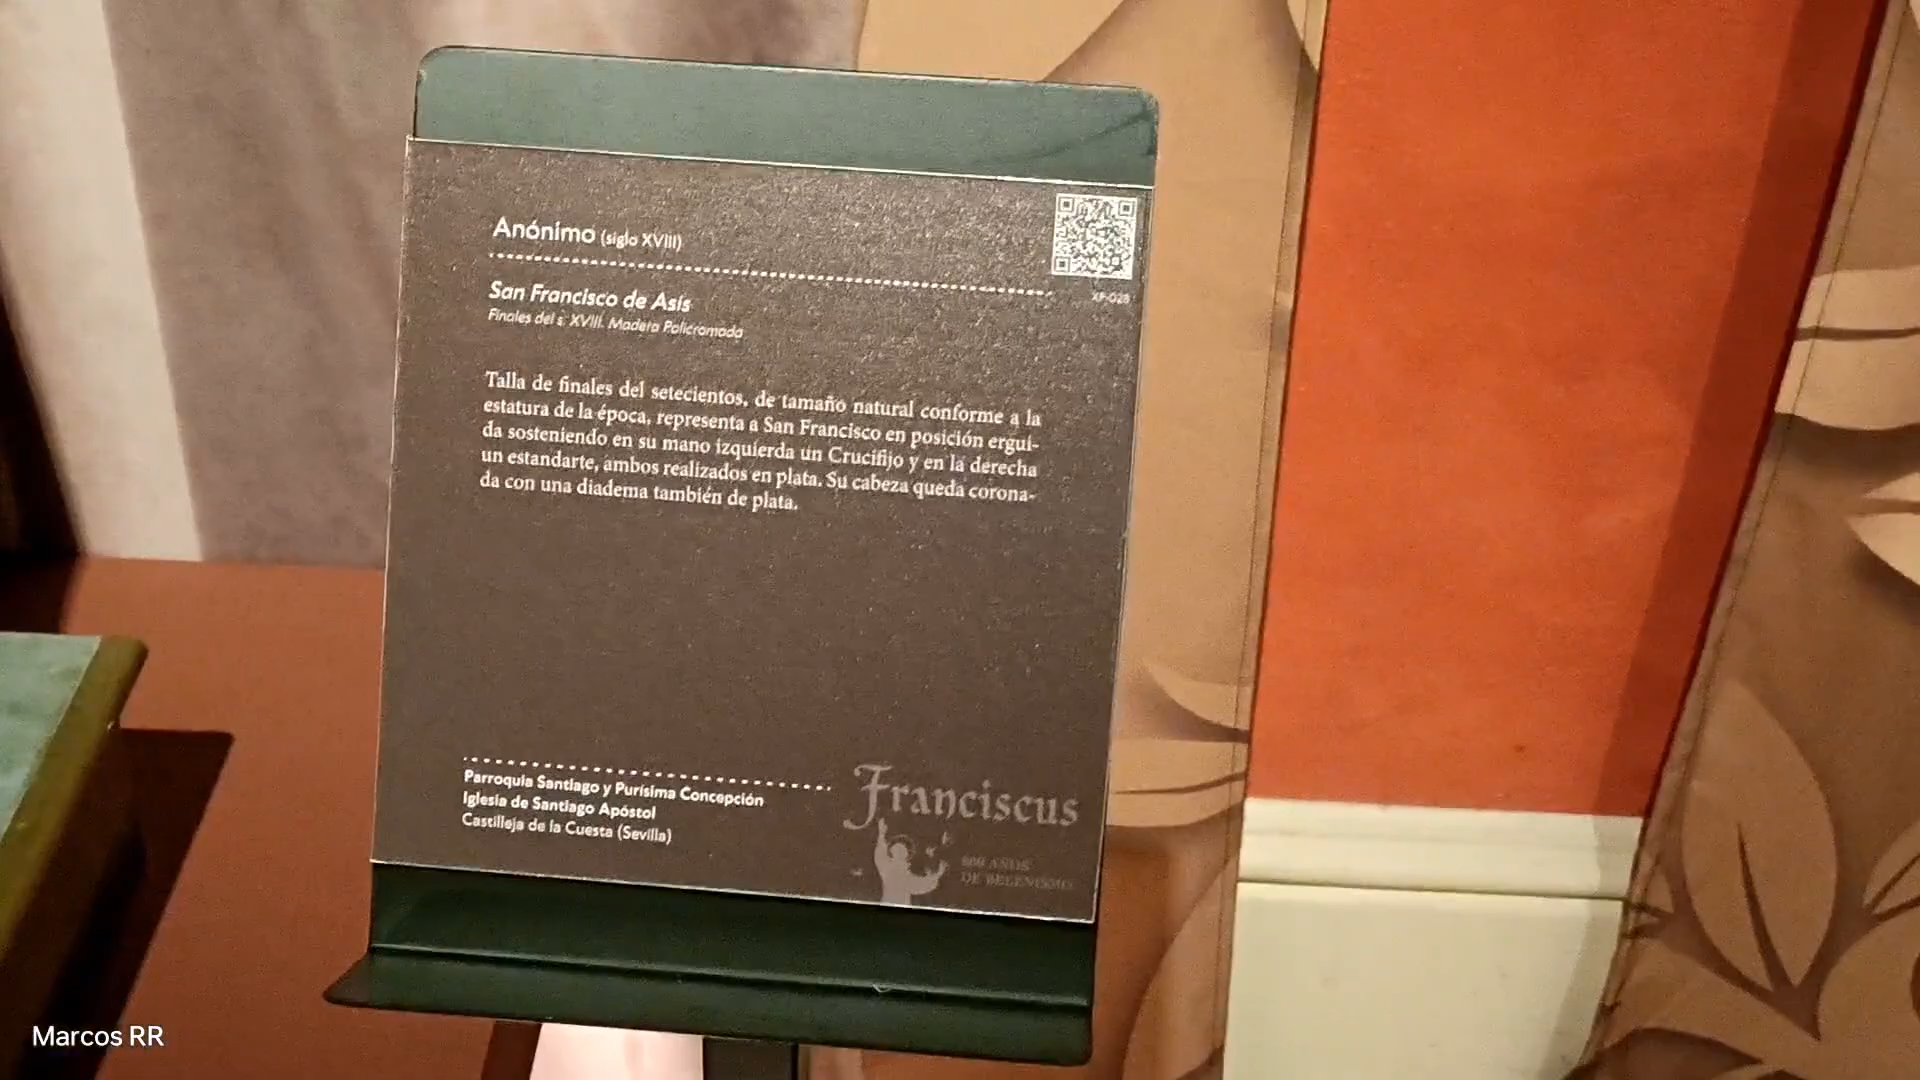 Anónimo (siglo XVIII)
XF-028
San Francisco de Asís
Finales del s. XVIII. Madera Policromada
Talla de finales del setecientos, de tamaño natural conforme a la
estatura de la época, representa a San Francisco en posición ergui-
da sosteniendo en su mano izquierda un Crucifijo y en la derecha
un estandarte, ambos realizados en plata. Su cabeza queda corona-
da con una diadema también de plata.
Parroquia Santiago y Purísima Concepción
Iglesia de Santiago Apóstol
Castilleja de la Cuesta (Sevilla)
Franciscus
800 AÑOS
DE BELENISMO
Marcos RR